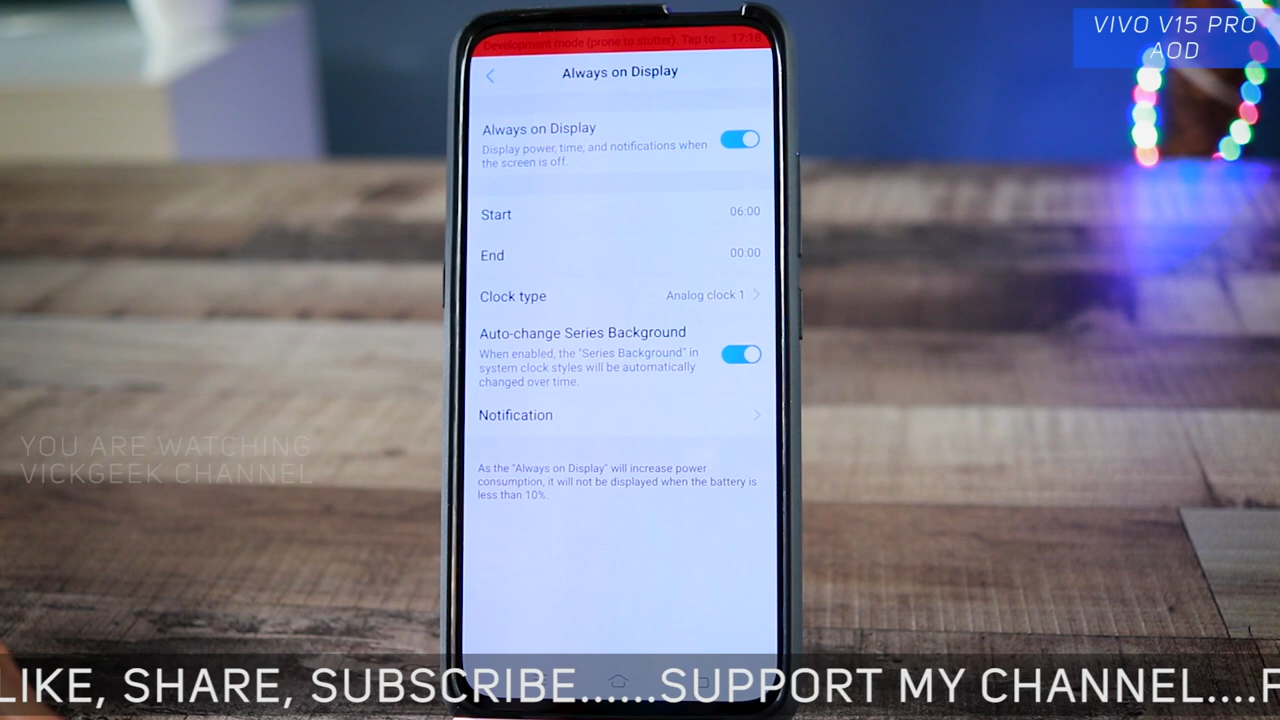 VIVO V15 PRO
AOD
Development mode (prone to stutter). Tap to ... 17:18
Always on Display
Always on Display
Display power, time, and notifications when
the screen is off.
Start 06:00
End 00:00
Clock type Analog clock 1
Auto-change Series Background
When enabled, the "Series Background" in
system clock styles will be automatically
changed over time.
Notification
YOU ARE WATCHING
VICKGEEK CHANNEL
As the "Always on Display" will increase power
consumption, it will not be displayed when the battery is
less than 10%.
LIKE, SHARE, SUBSCRIBE......SUPPORT MY CHANNEL....F